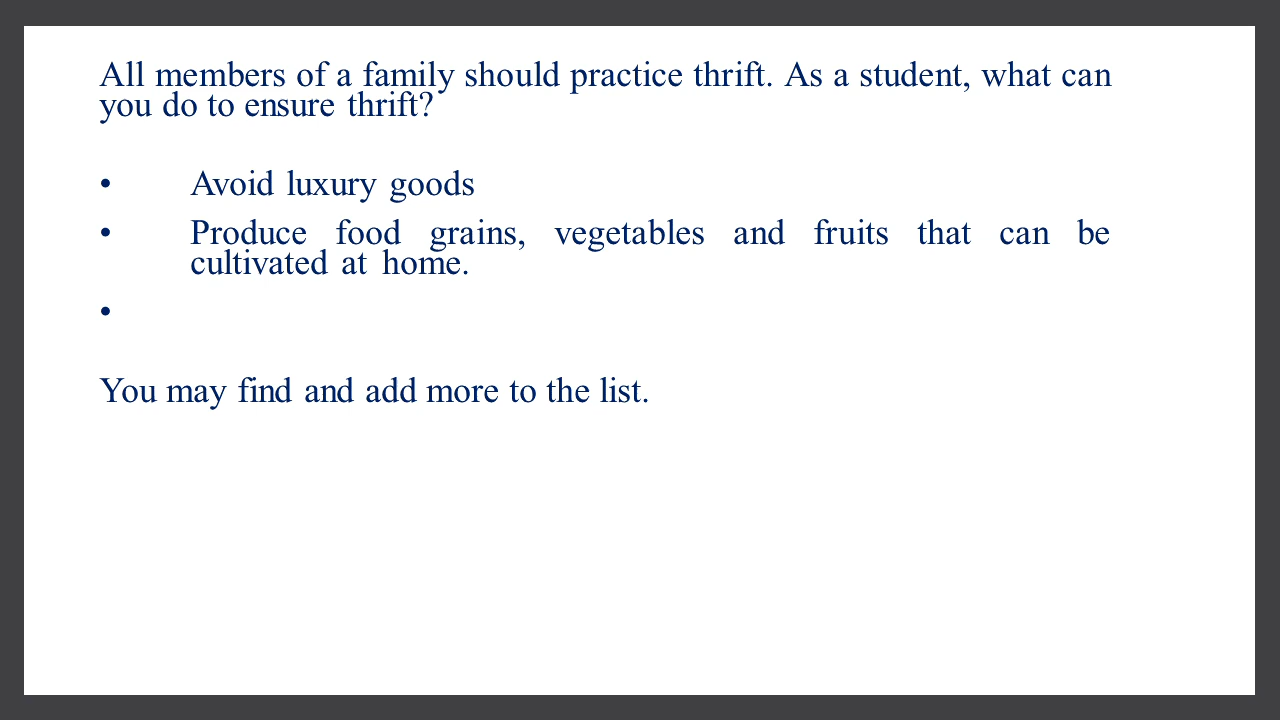 All members of a family should practice thrift. As a student, what can
you do to ensure thrift?
• Avoid luxury goods
• Produce food grains, vegetables and fruits that can be
cultivated at home.
•
You may find and add more to the list.